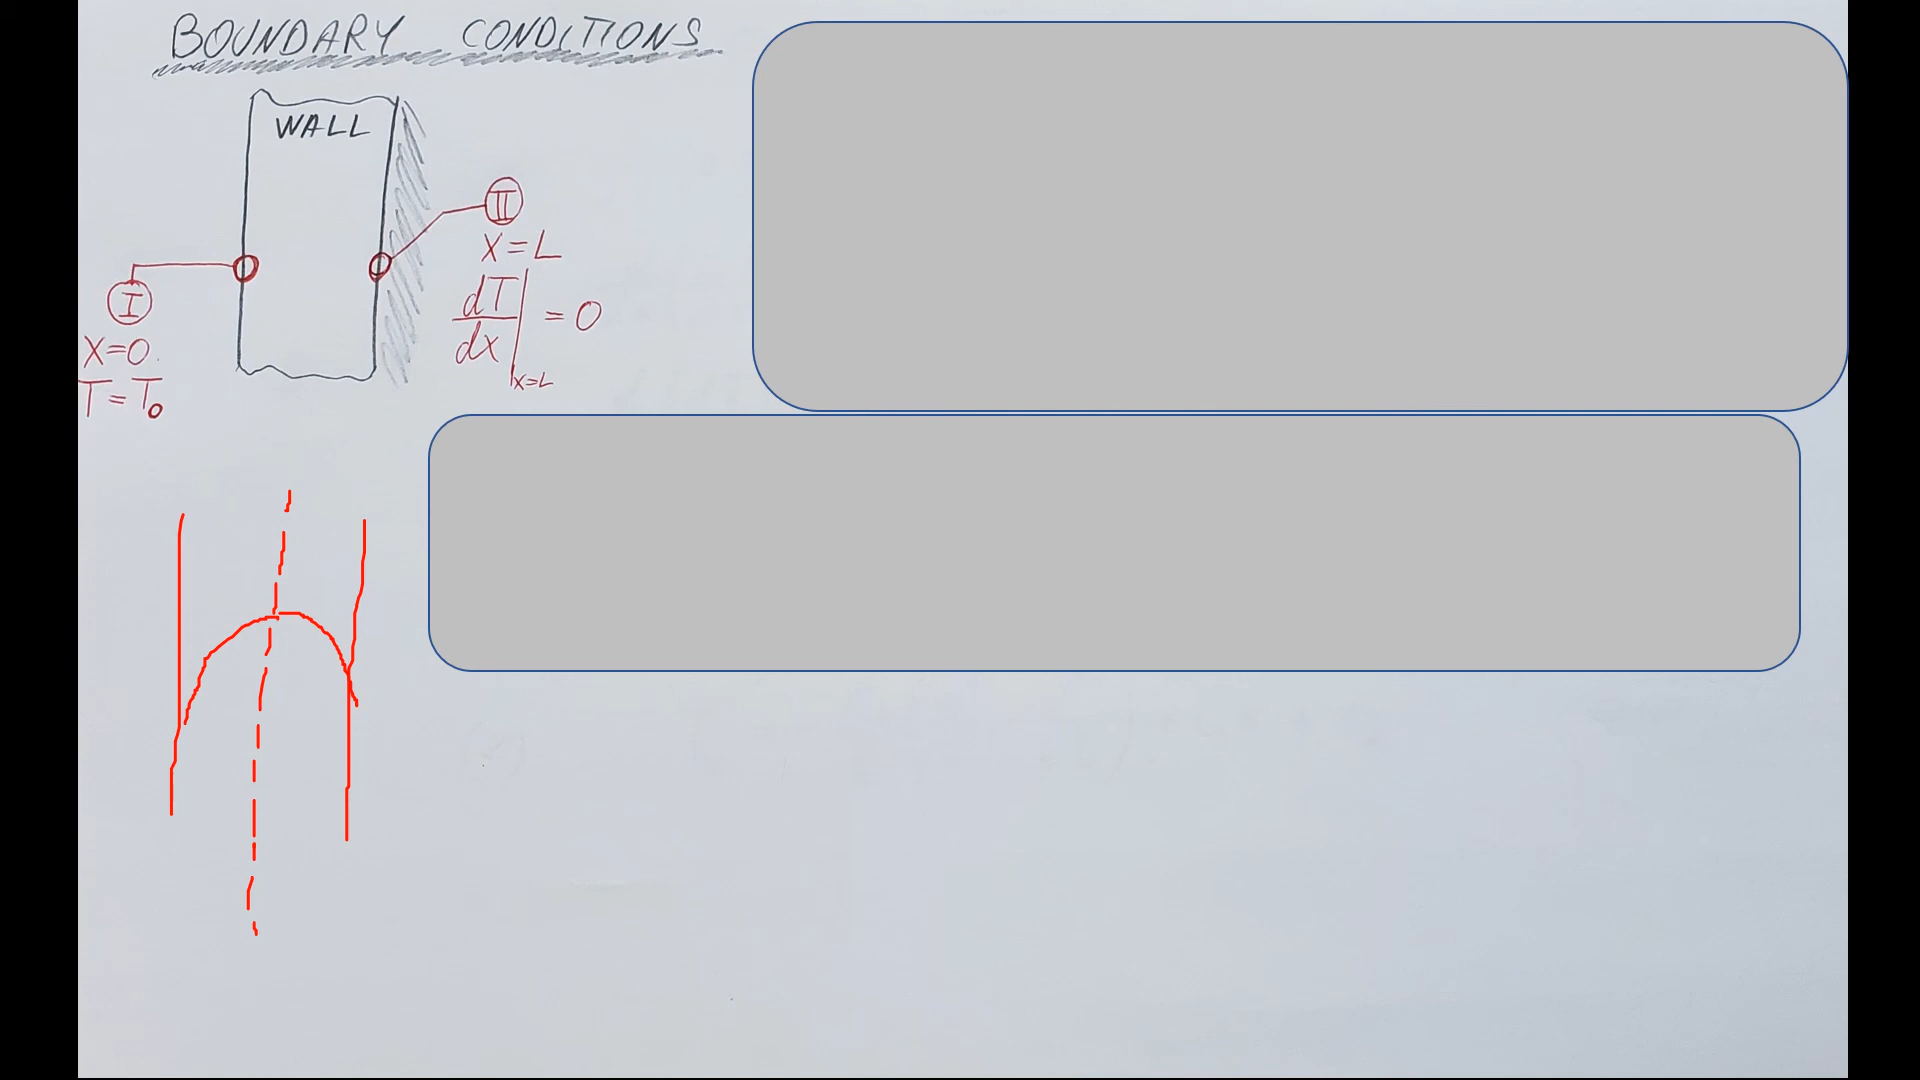 BOUNDARY CONDITIONS
WALL
II
X=L
dT/dx | = 0
x=L
I
X=0
T=T₀